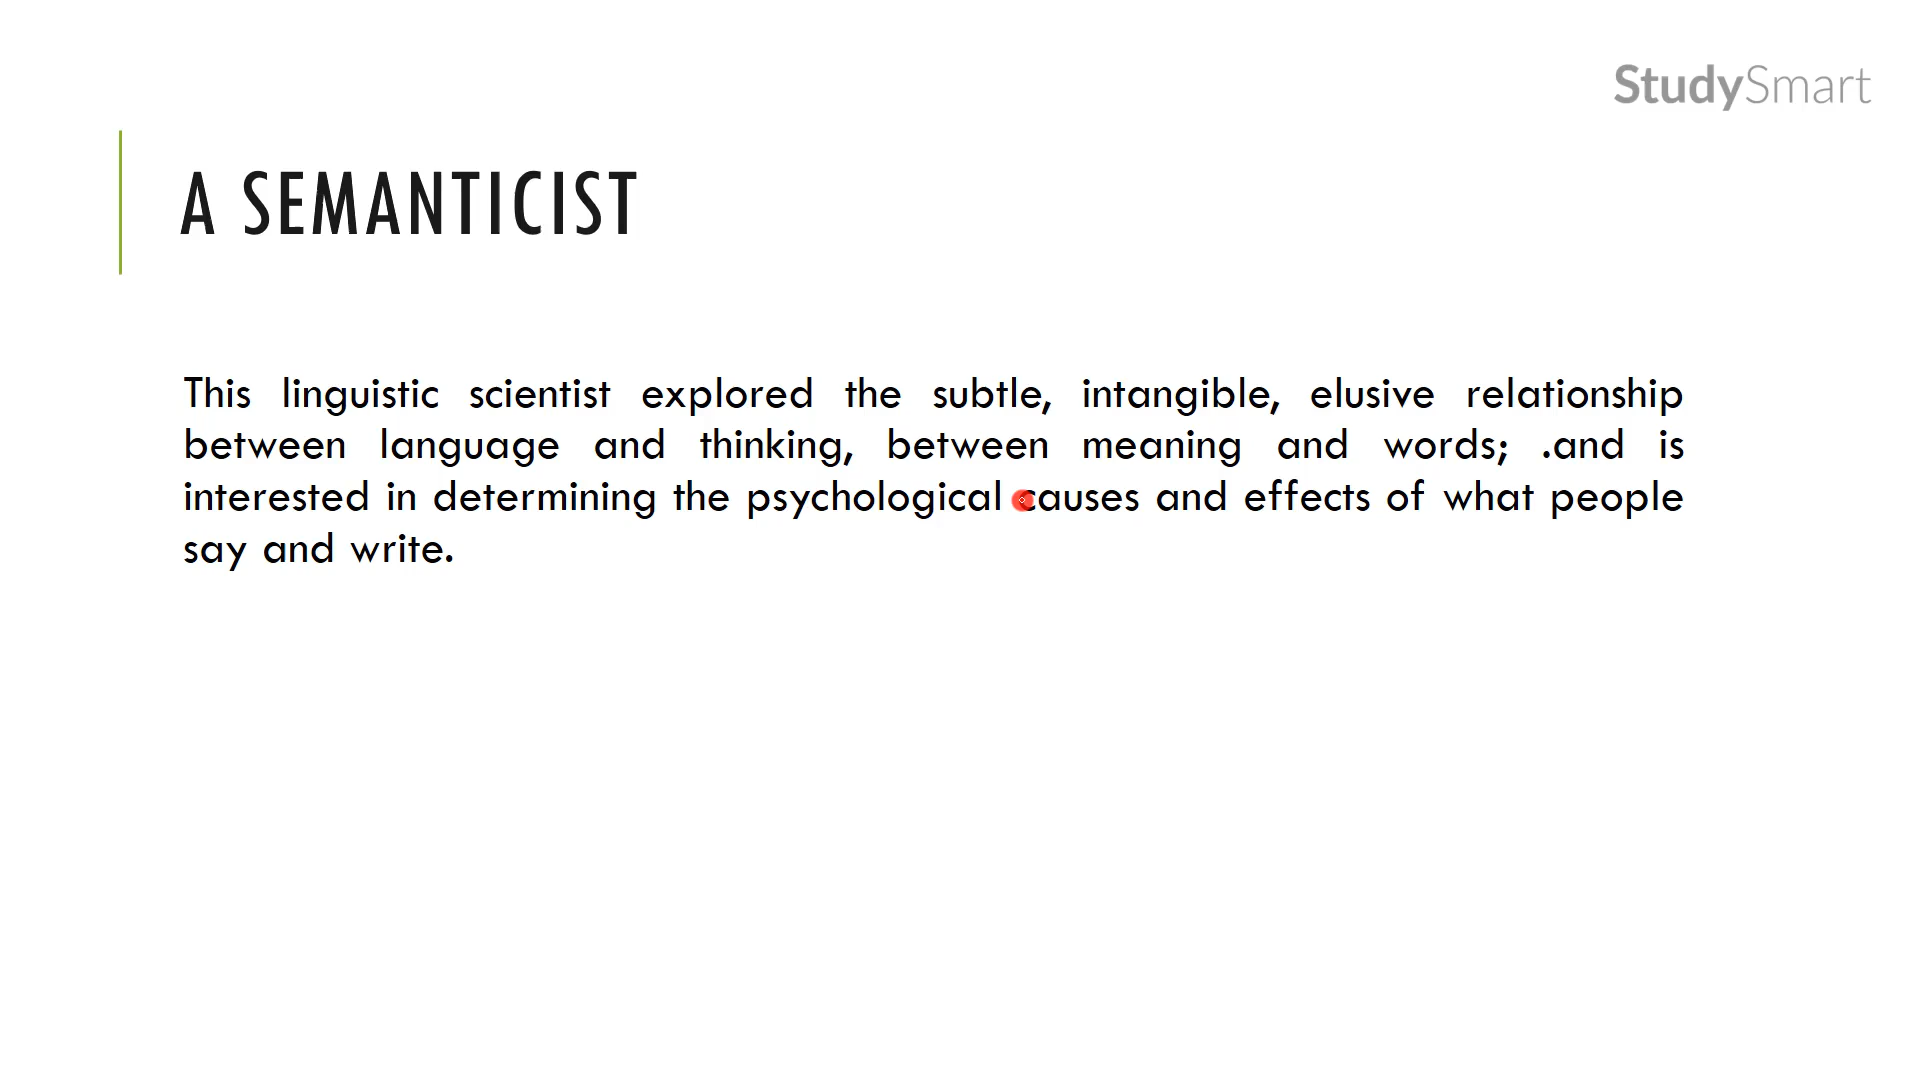 StudySmart
A SEMANTICIST
This linguistic scientist explored the subtle, intangible, elusive relationship
between language and thinking, between meaning and words; .and is
interested in determining the psychological causes and effects of what people
say and write.